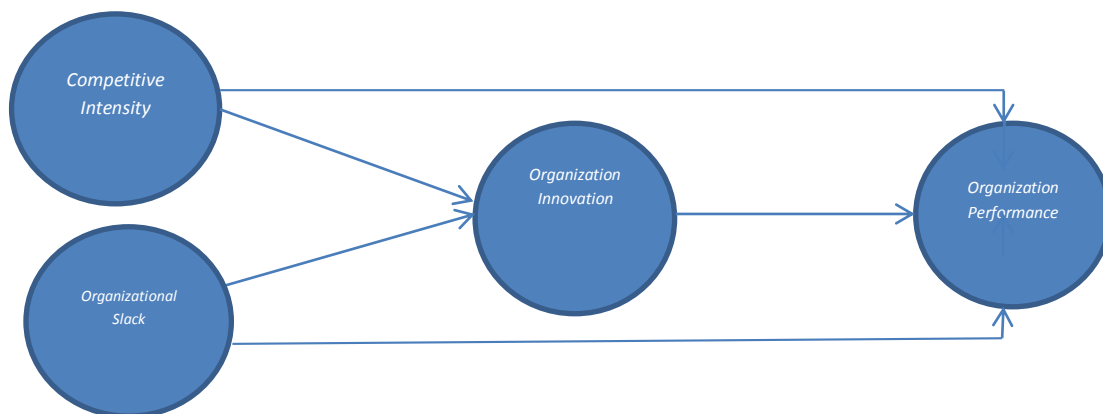 Competitive
Intensity
Organization
Innovation
Organization
Performance
Organizational
Slack